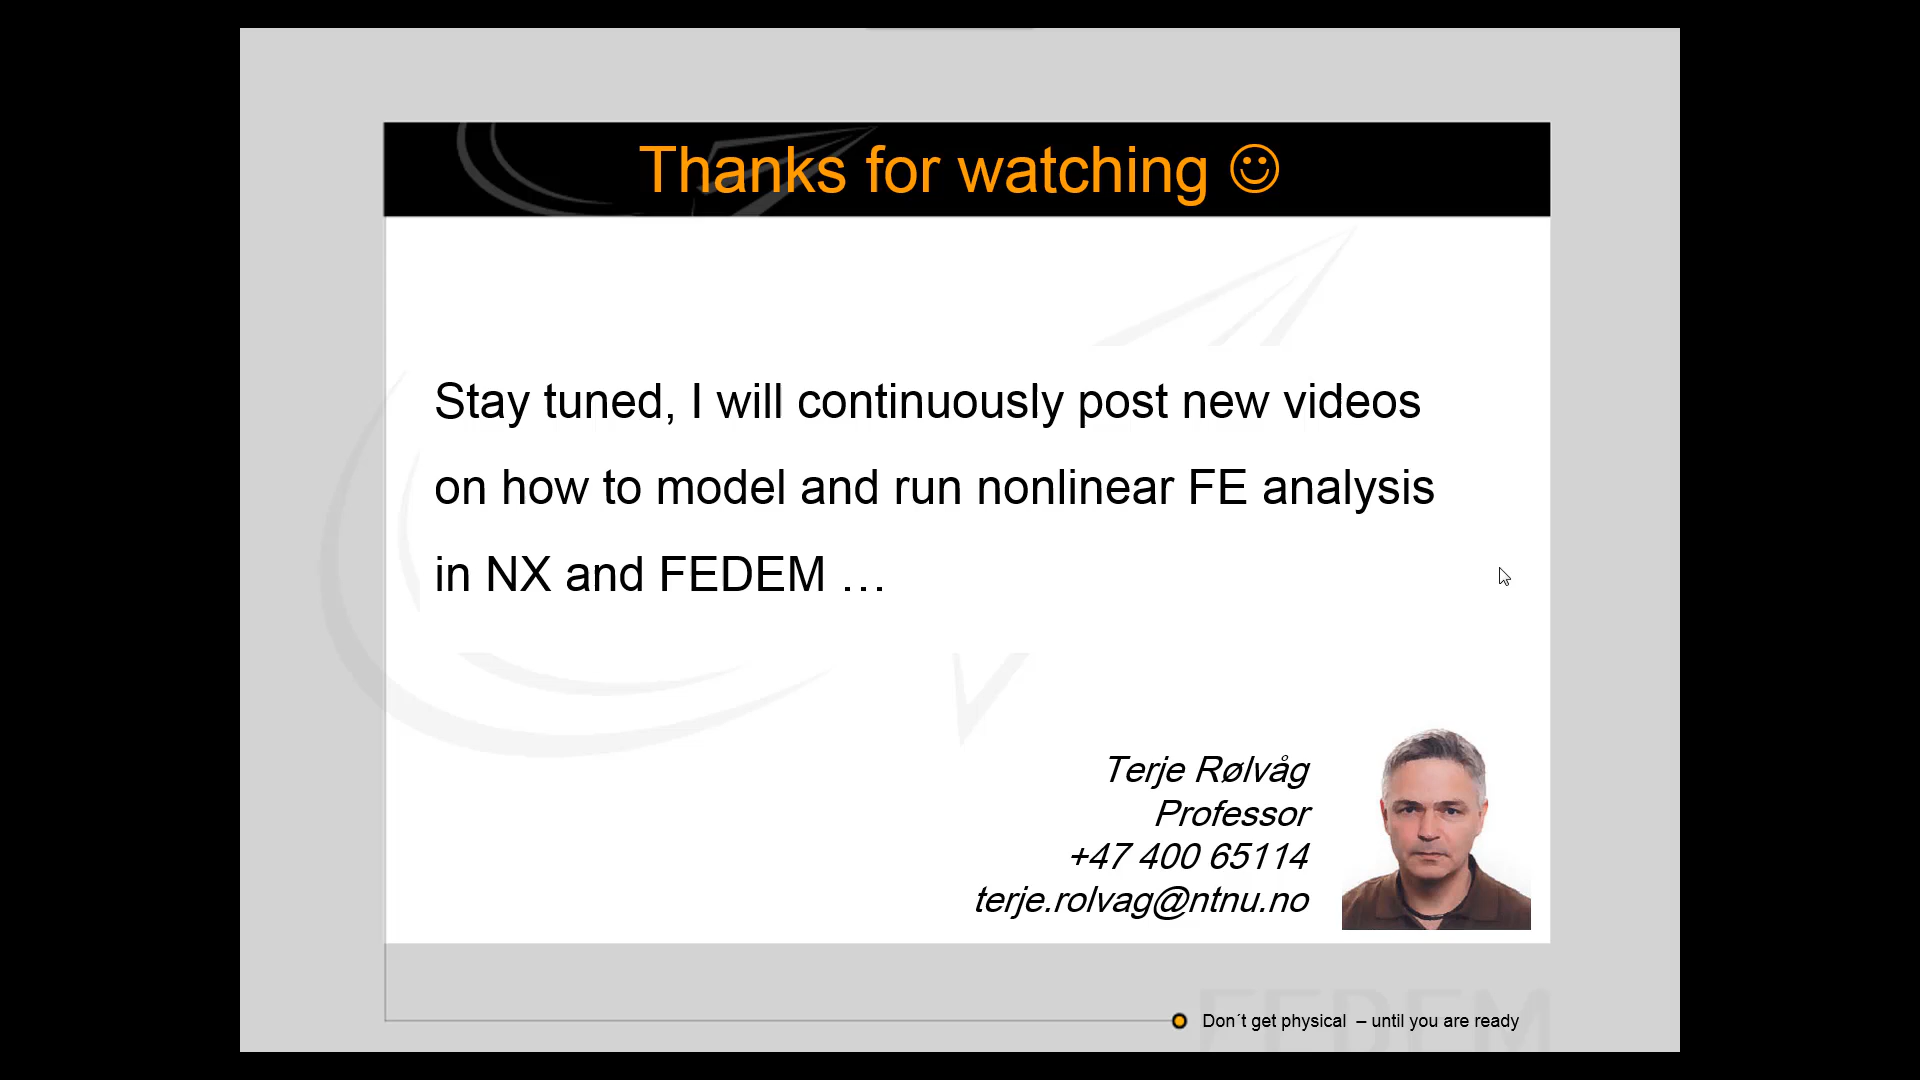 Thanks for watching ☺
Stay tuned, I will continuously post new videos
on how to model and run nonlinear FE analysis
in NX and FEDEM …
Terje Rølvåg
Professor
+47 400 65114
terje.rolvag@ntnu.no
FEDEM
Don´t get physical – until you are ready